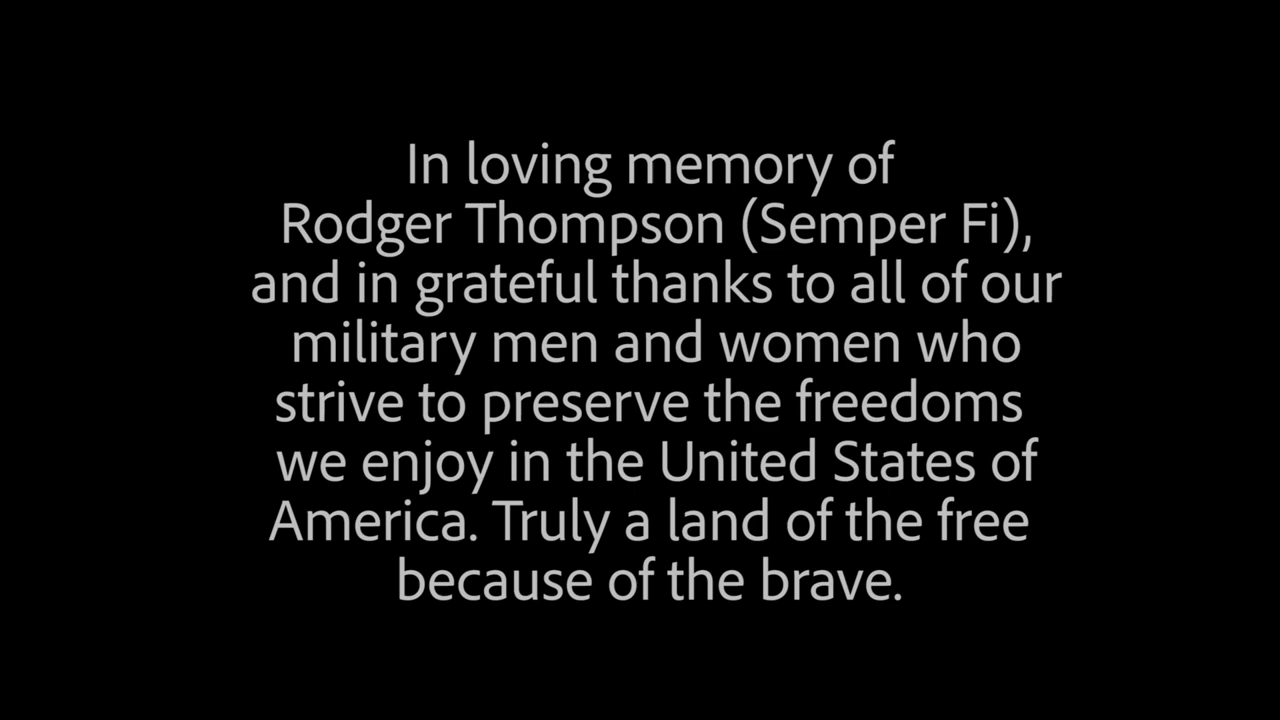 In loving memory of
Rodger Thompson (Semper Fi),
and in grateful thanks to all of our
military men and women who
strive to preserve the freedoms
we enjoy in the United States of
America. Truly a land of the free
because of the brave.